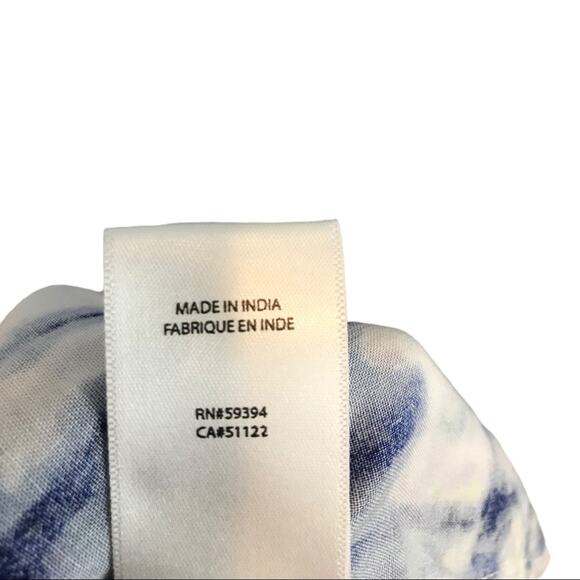 MADE IN INDIA
FABRIQUE EN INDE
RN#59394
CA#51122